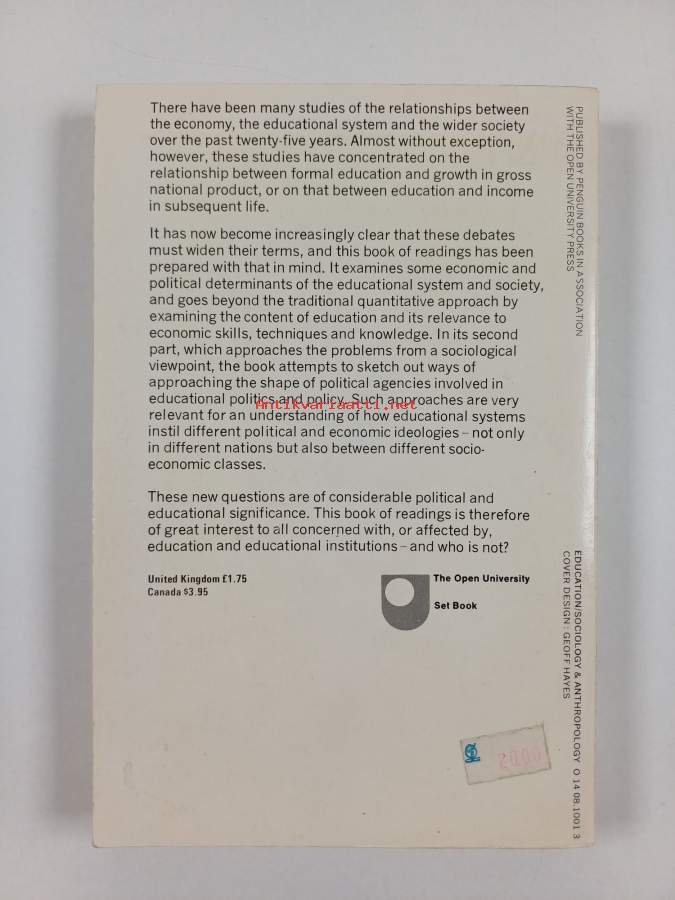 There have been many studies of the relationships between
the economy, the educational system and the wider society
over the past twenty-five years. Almost without exception,
however, these studies have concentrated on the
relationship between formal education and growth in gross
national product, or on that between education and income
in subsequent life.
It has now become increasingly clear that these debates
must widen their terms, and this book of readings has been
prepared with that in mind. It examines some economic and
political determinants of the educational system and society,
and goes beyond the traditional quantitative approach by
examining the content of education and its relevance to
economic skills, techniques and knowledge. In its second
part, which approaches the problems from a sociological
viewpoint, the book attempts to sketch out ways of
approaching the shape of political agencies involved in
educational politics and policy. Such approaches are very
Antikvariaatti.net
relevant for an understanding of how educational systems
instil different political and economic ideologies – not only
in different nations but also between different socio-
economic classes.
These new questions are of considerable political and
educational significance. This book of readings is therefore
of great interest to all concerned with, or affected by,
education and educational institutions – and who is not?
United Kingdom £1.75
Canada $3.95
The Open University
Set Book
PUBLISHED BY PENGUIN BOOKS IN ASSOCIATION
WITH THE OPEN UNIVERSITY PRESS
EDUCATION/SOCIOLOGY & ANTHROPOLOGY O 14 08.1001 3
COVER DESIGN : GEOFF HAYES